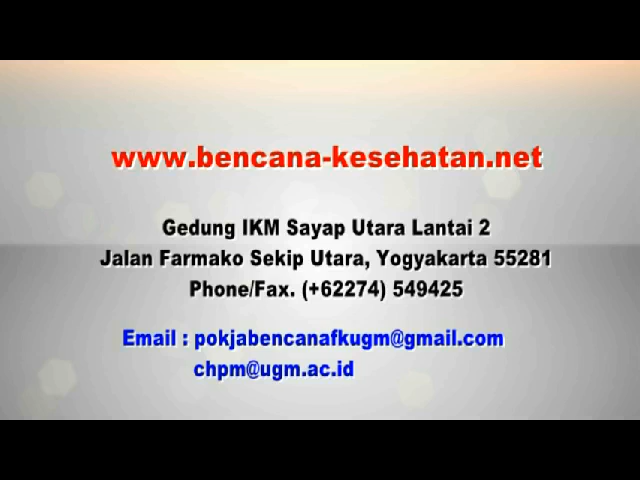 www.bencana-kesehatan.net
Gedung IKM Sayap Utara Lantai 2
Jalan Farmako Sekip Utara, Yogyakarta 55281
Phone/Fax. (+62274) 549425
Email : pokjabencanafkugm@gmail.com
chpm@ugm.ac.id